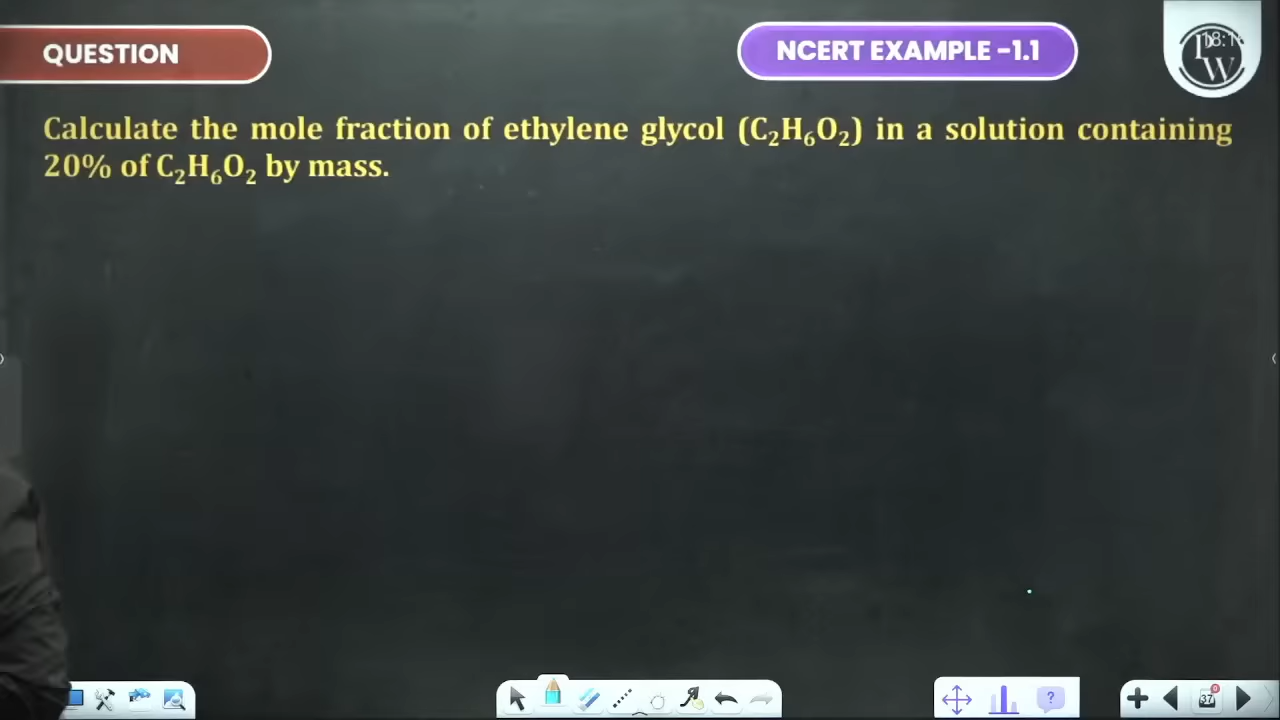 QUESTION
NCERT EXAMPLE -1.1
Calculate the mole fraction of ethylene glycol (C₂H₆O₂) in a solution containing
20% of C₂H₆O₂ by mass.
37